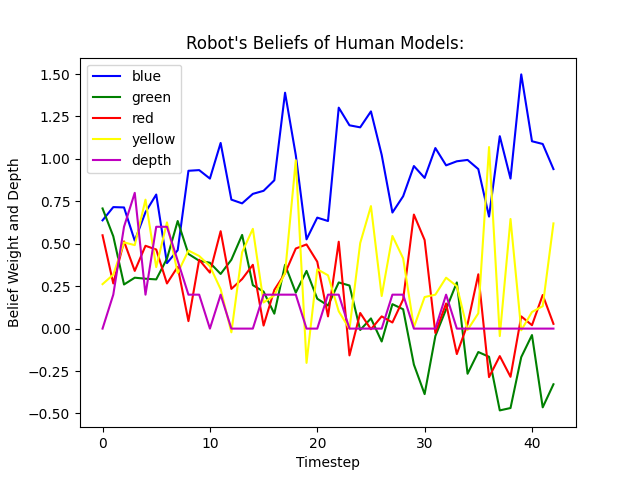 Robot's Beliefs of Human Models:
1.50
1.25
1.00
0.75
0.50
0.25
0.00
−0.25
−0.50
Belief Weight and Depth
blue
green
red
yellow
depth
0 10 20 30 40
Timestep